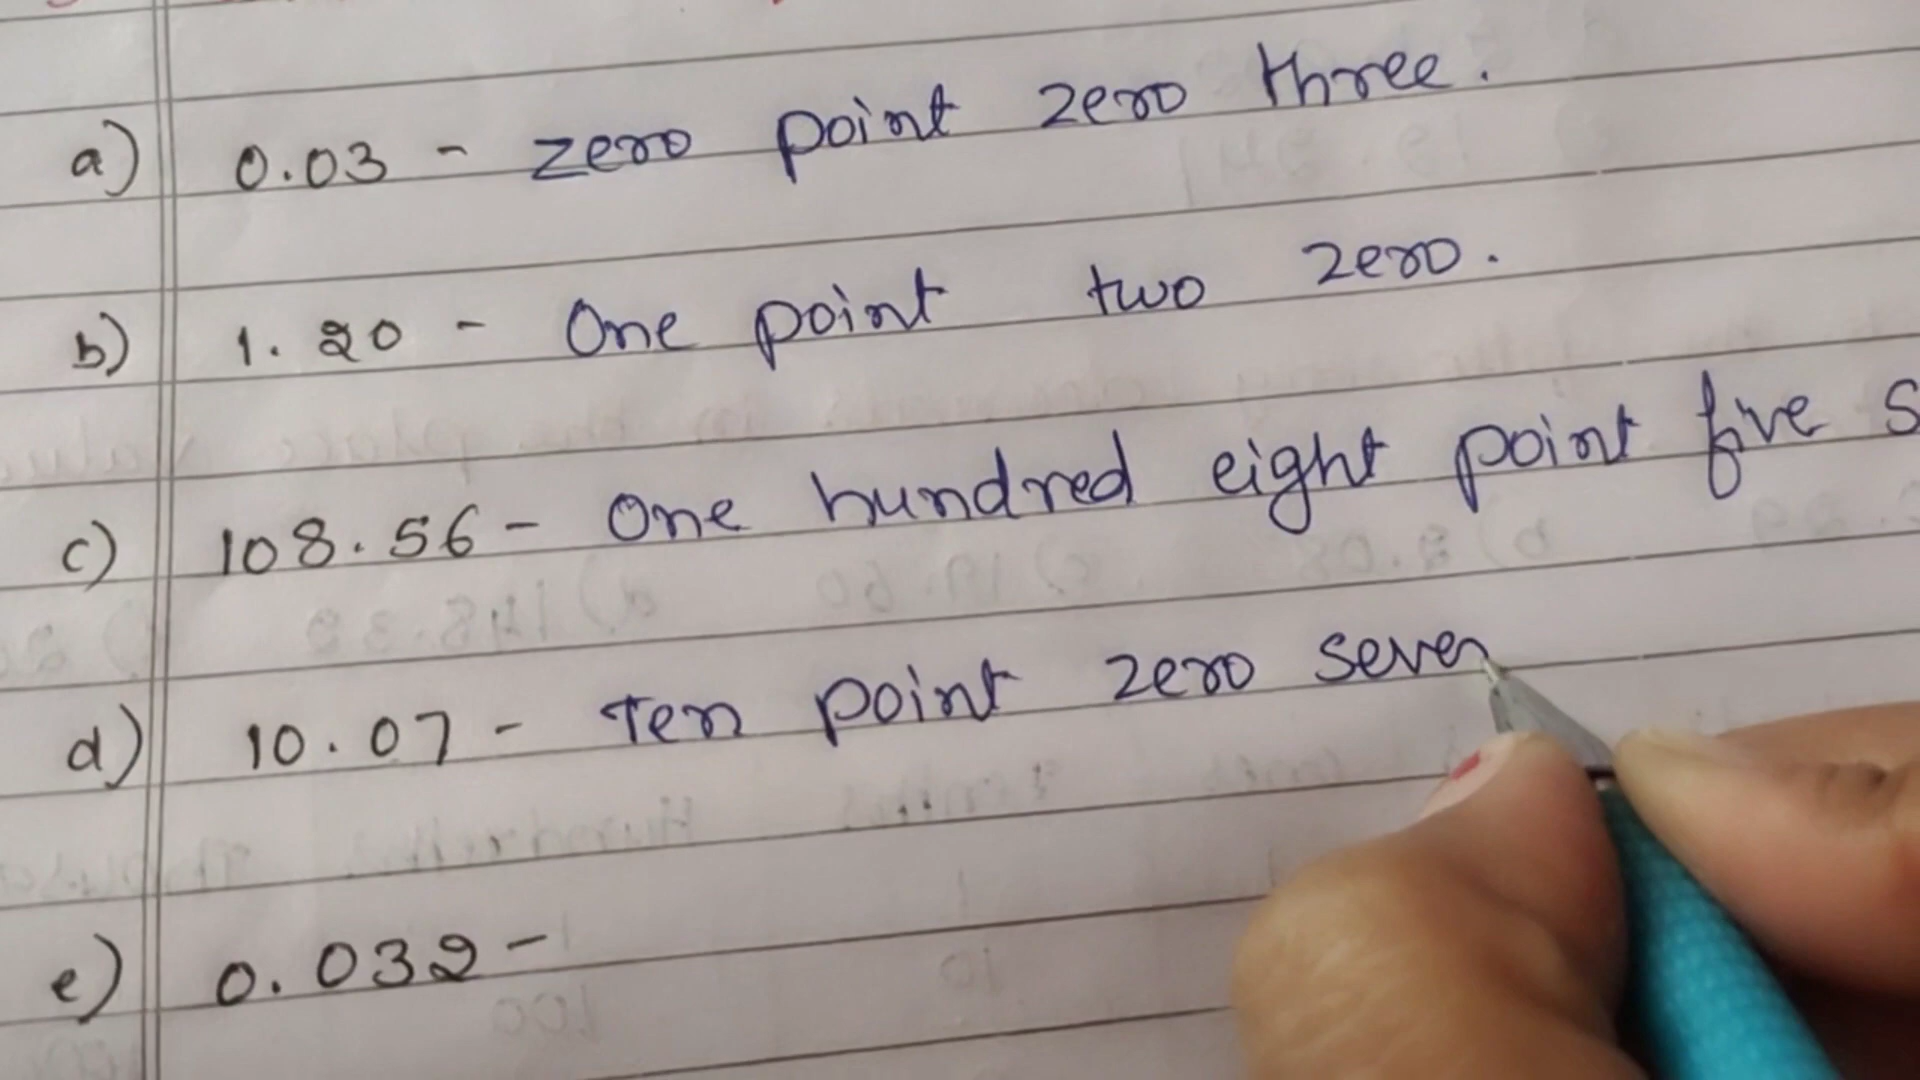 a) 0.03 - zero point zero three.
b) 1.20 - One point two zero.
c) 108.56 - One hundred eight point five s
d) 10.07 - Ten point zero seven
e) 0.032 -